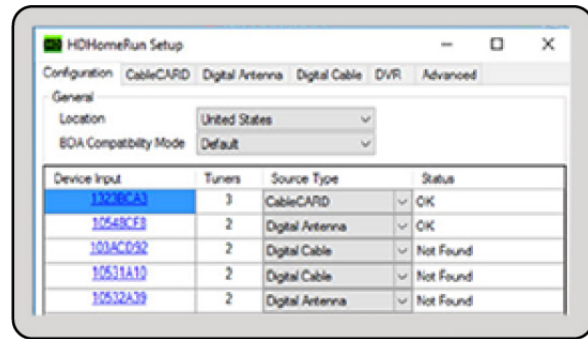 HDHomeRun Setup
Configuration CableCARD Digital Antenna Digital Cable DVR Advanced
General
Location United States
BDA Compatibility Mode Default
Device Input Tuners Source Type Status
1323BCA3 3 CableCARD OK
10548CF8 2 Digital Antenna OK
103ACD92 2 Digital Cable Not Found
10531A10 2 Digital Cable Not Found
10532A39 2 Digital Antenna Not Found